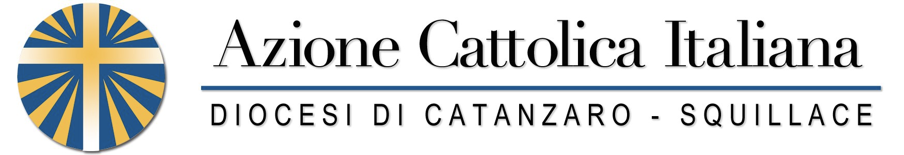 Azione Cattolica Italiana
DIOCESI DI CATANZARO - SQUILLACE